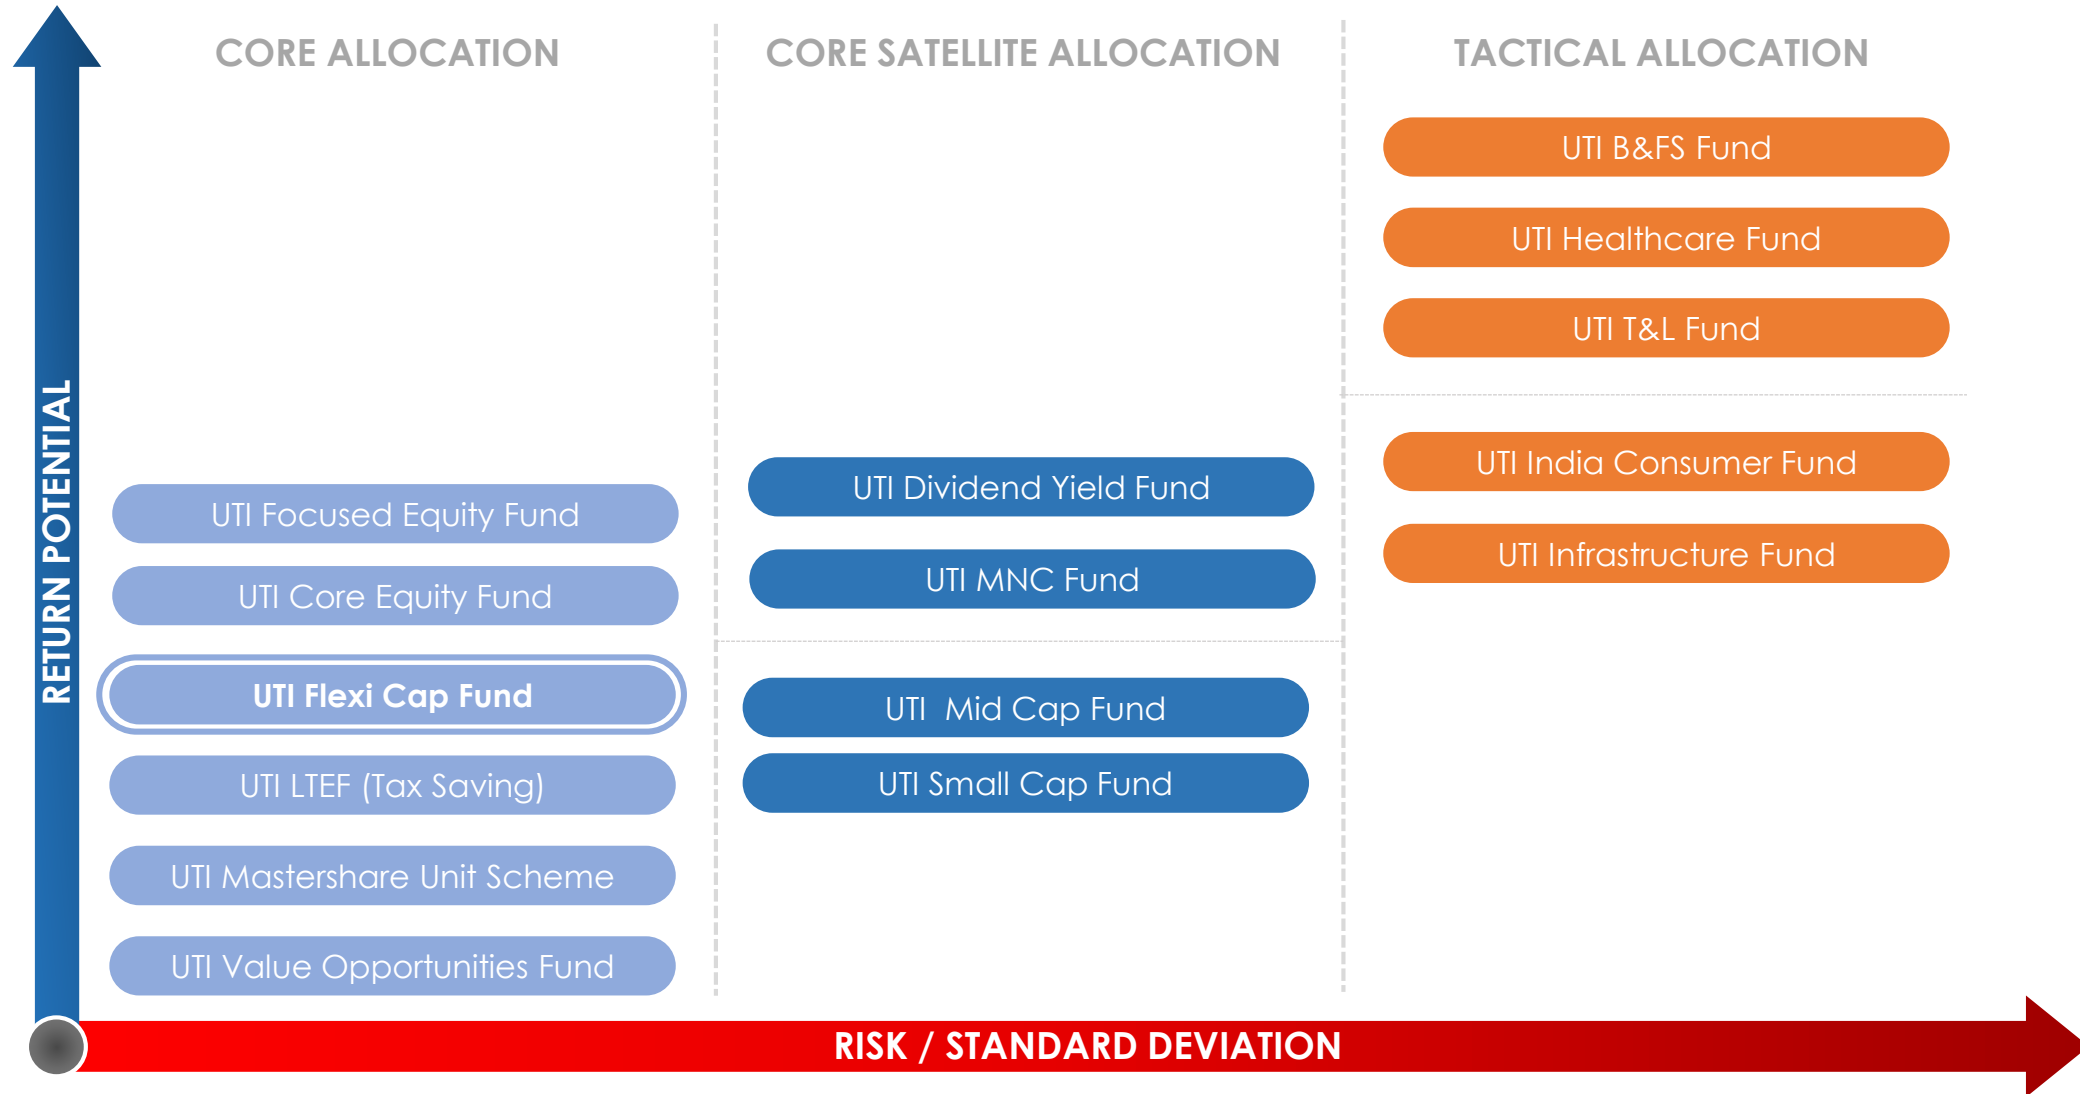 CORE ALLOCATION
CORE SATELLITE ALLOCATION
TACTICAL ALLOCATION
RETURN POTENTIAL
UTI Focused Equity Fund
UTI Core Equity Fund
UTI Flexi Cap Fund
UTI LTEF (Tax Saving)
UTI Mastershare Unit Scheme
UTI Value Opportunities Fund
UTI Dividend Yield Fund
UTI MNC Fund
UTI  Mid Cap Fund
UTI Small Cap Fund
UTI B&FS Fund
UTI Healthcare Fund
UTI T&L Fund
UTI India Consumer Fund
UTI Infrastructure Fund
RISK / STANDARD DEVIATION